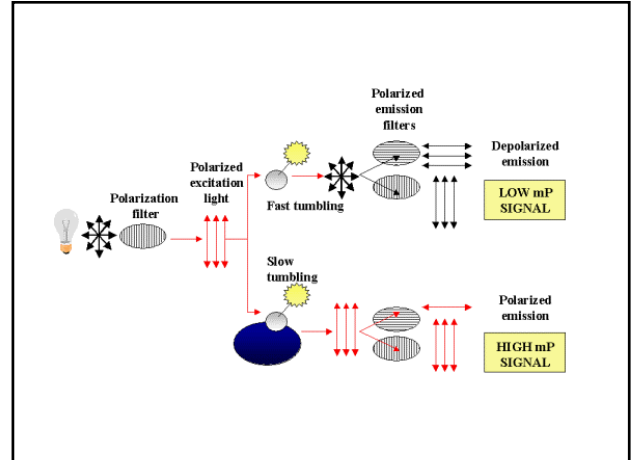 Polarized
emission
filters
Depolarized
emission
Polarized
excitation
light
Polarization
filter
LOW mP
SIGNAL
Fast tumbling
Slow
tumbling
Polarized
emission
HIGH mP
SIGNAL